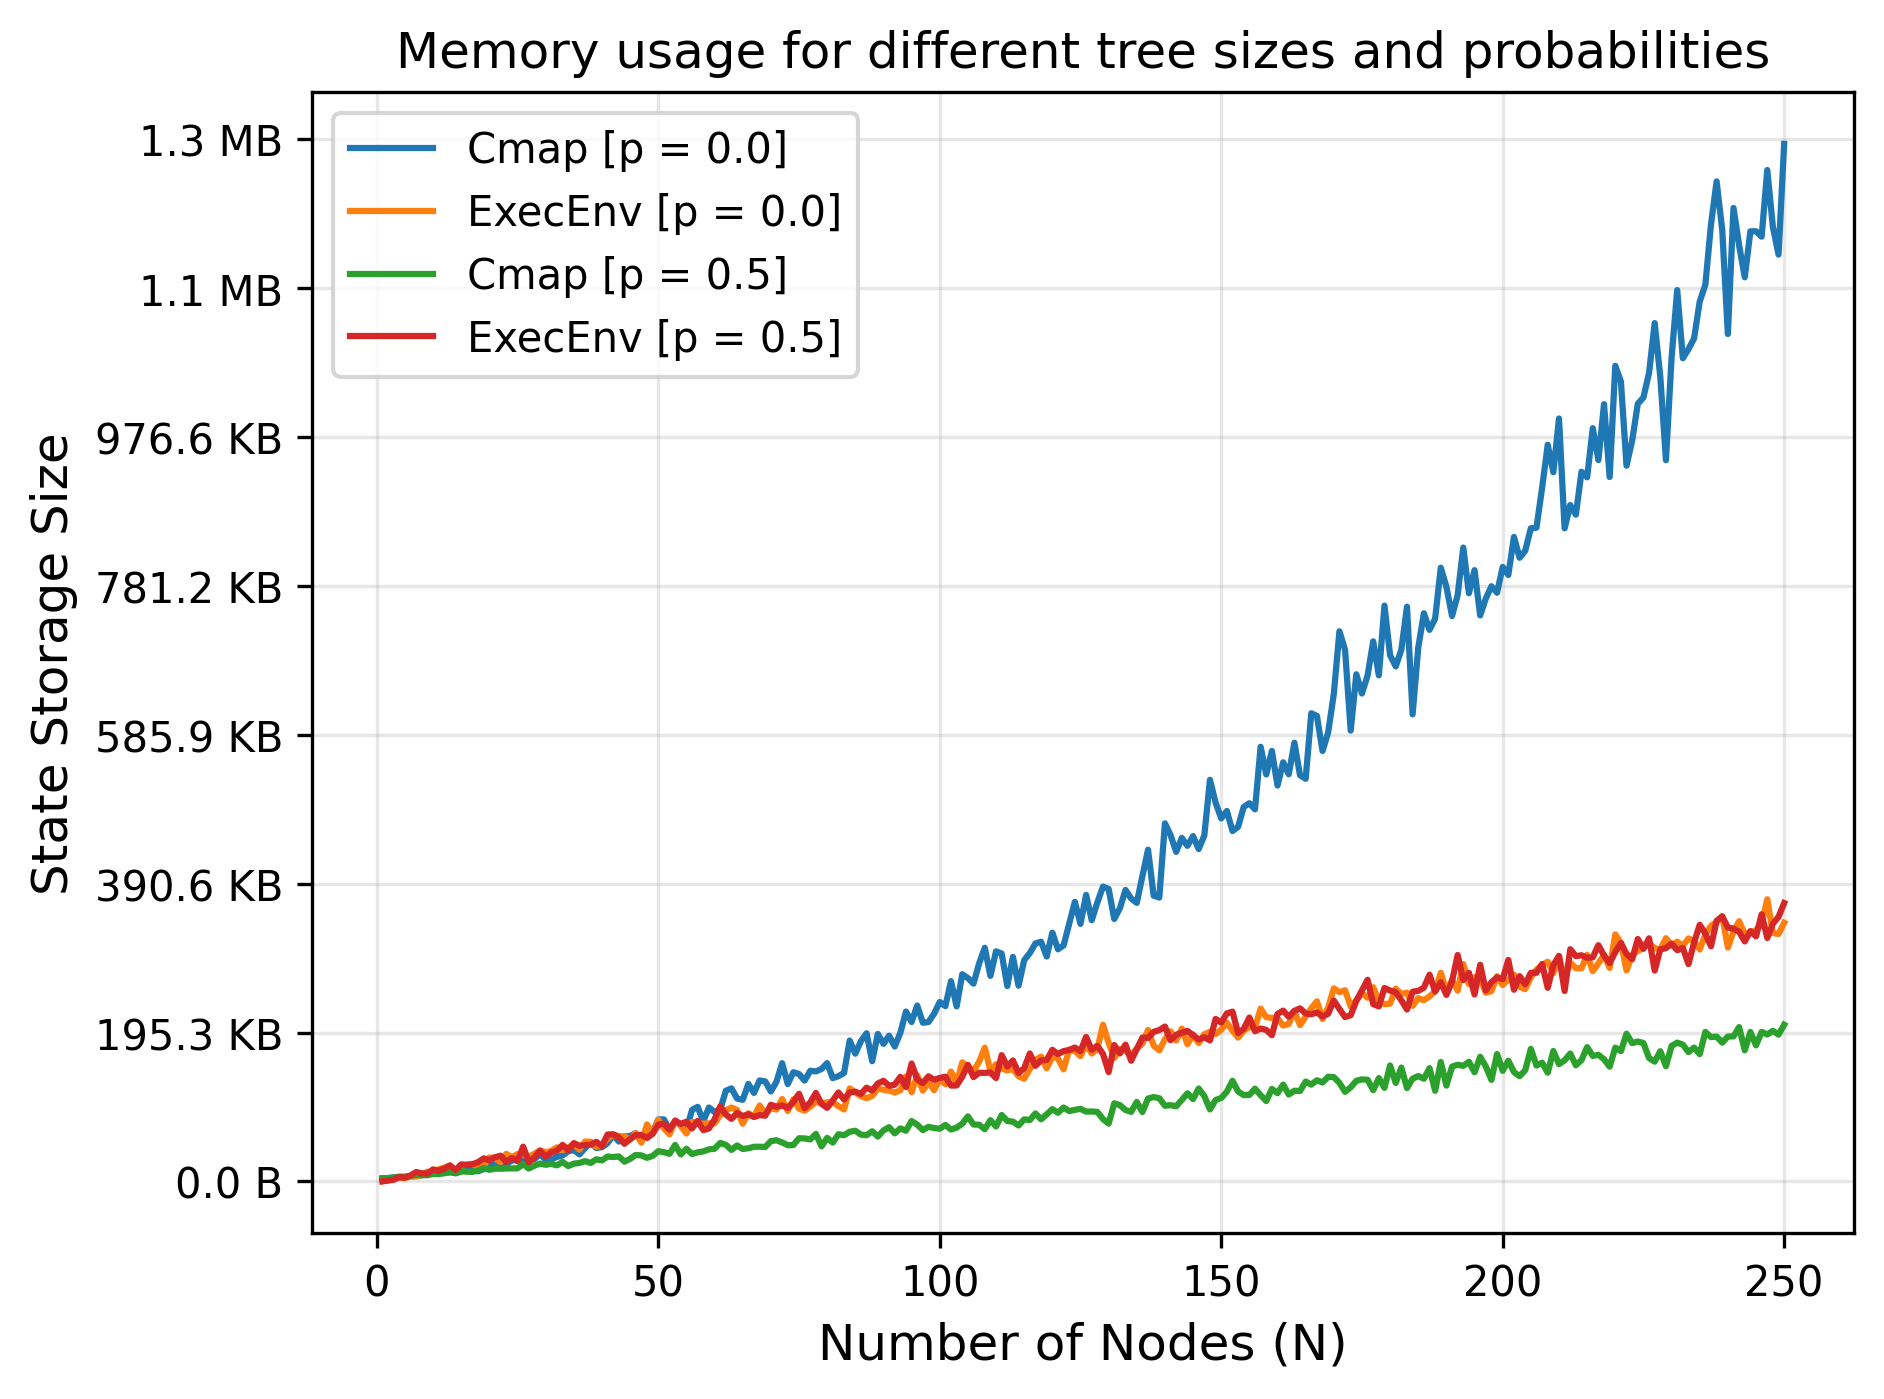 Memory usage for different tree sizes and probabilities
Cmap [p = 0.0]
ExecEnv [p = 0.0]
Cmap [p = 0.5]
ExecEnv [p = 0.5]
State Storage Size
1.3 MB
1.1 MB
976.6 KB
781.2 KB
585.9 KB
390.6 KB
195.3 KB
0.0 B
0 50 100 150 200 250
Number of Nodes (N)